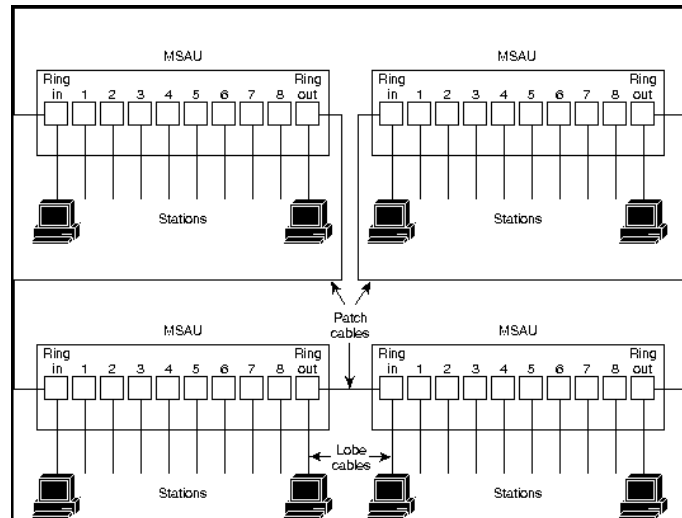 MSAU
Ring in 1 2 3 4 5 6 7 8 Ring out
Stations
MSAU
Ring in 1 2 3 4 5 6 7 8 Ring out
Stations
Patch cables
MSAU
Ring in 1 2 3 4 5 6 7 8 Ring out
Stations
Lobe cables
MSAU
Ring in 1 2 3 4 5 6 7 8 Ring out
Stations